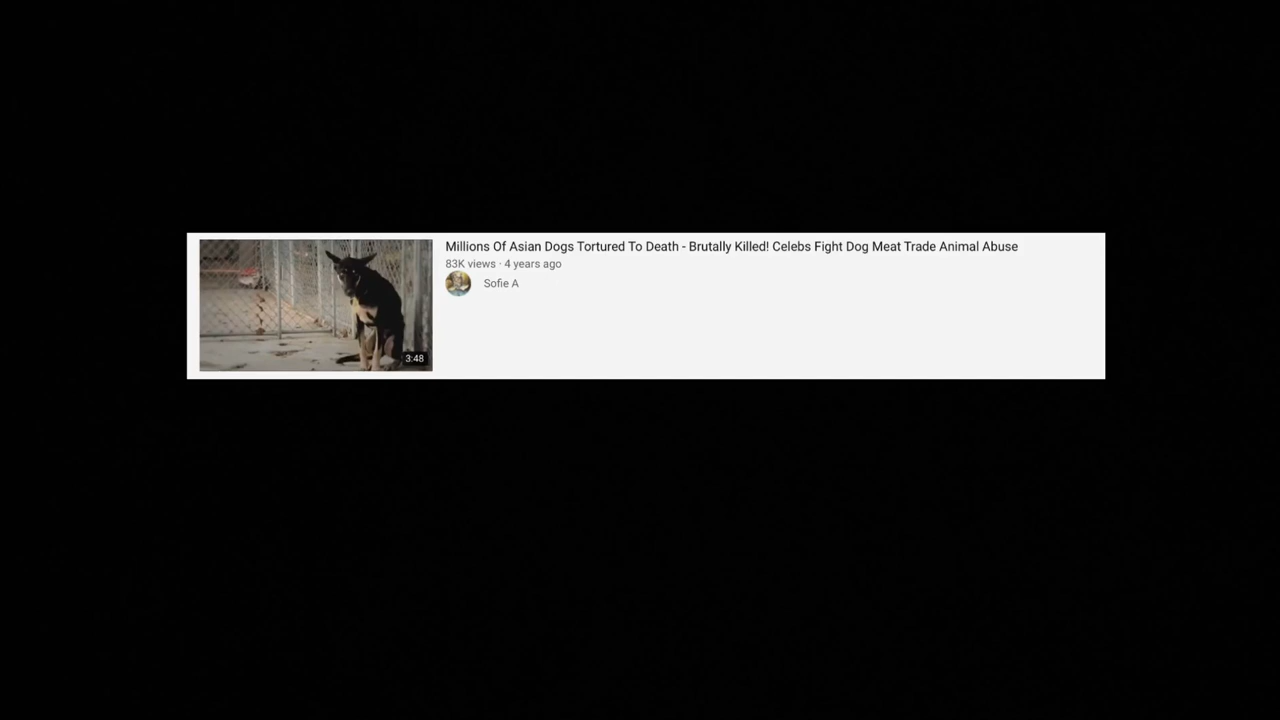 Millions Of Asian Dogs Tortured To Death - Brutally Killed! Celebs Fight Dog Meat Trade Animal Abuse
83K views · 4 years ago
Sofie A
3:48